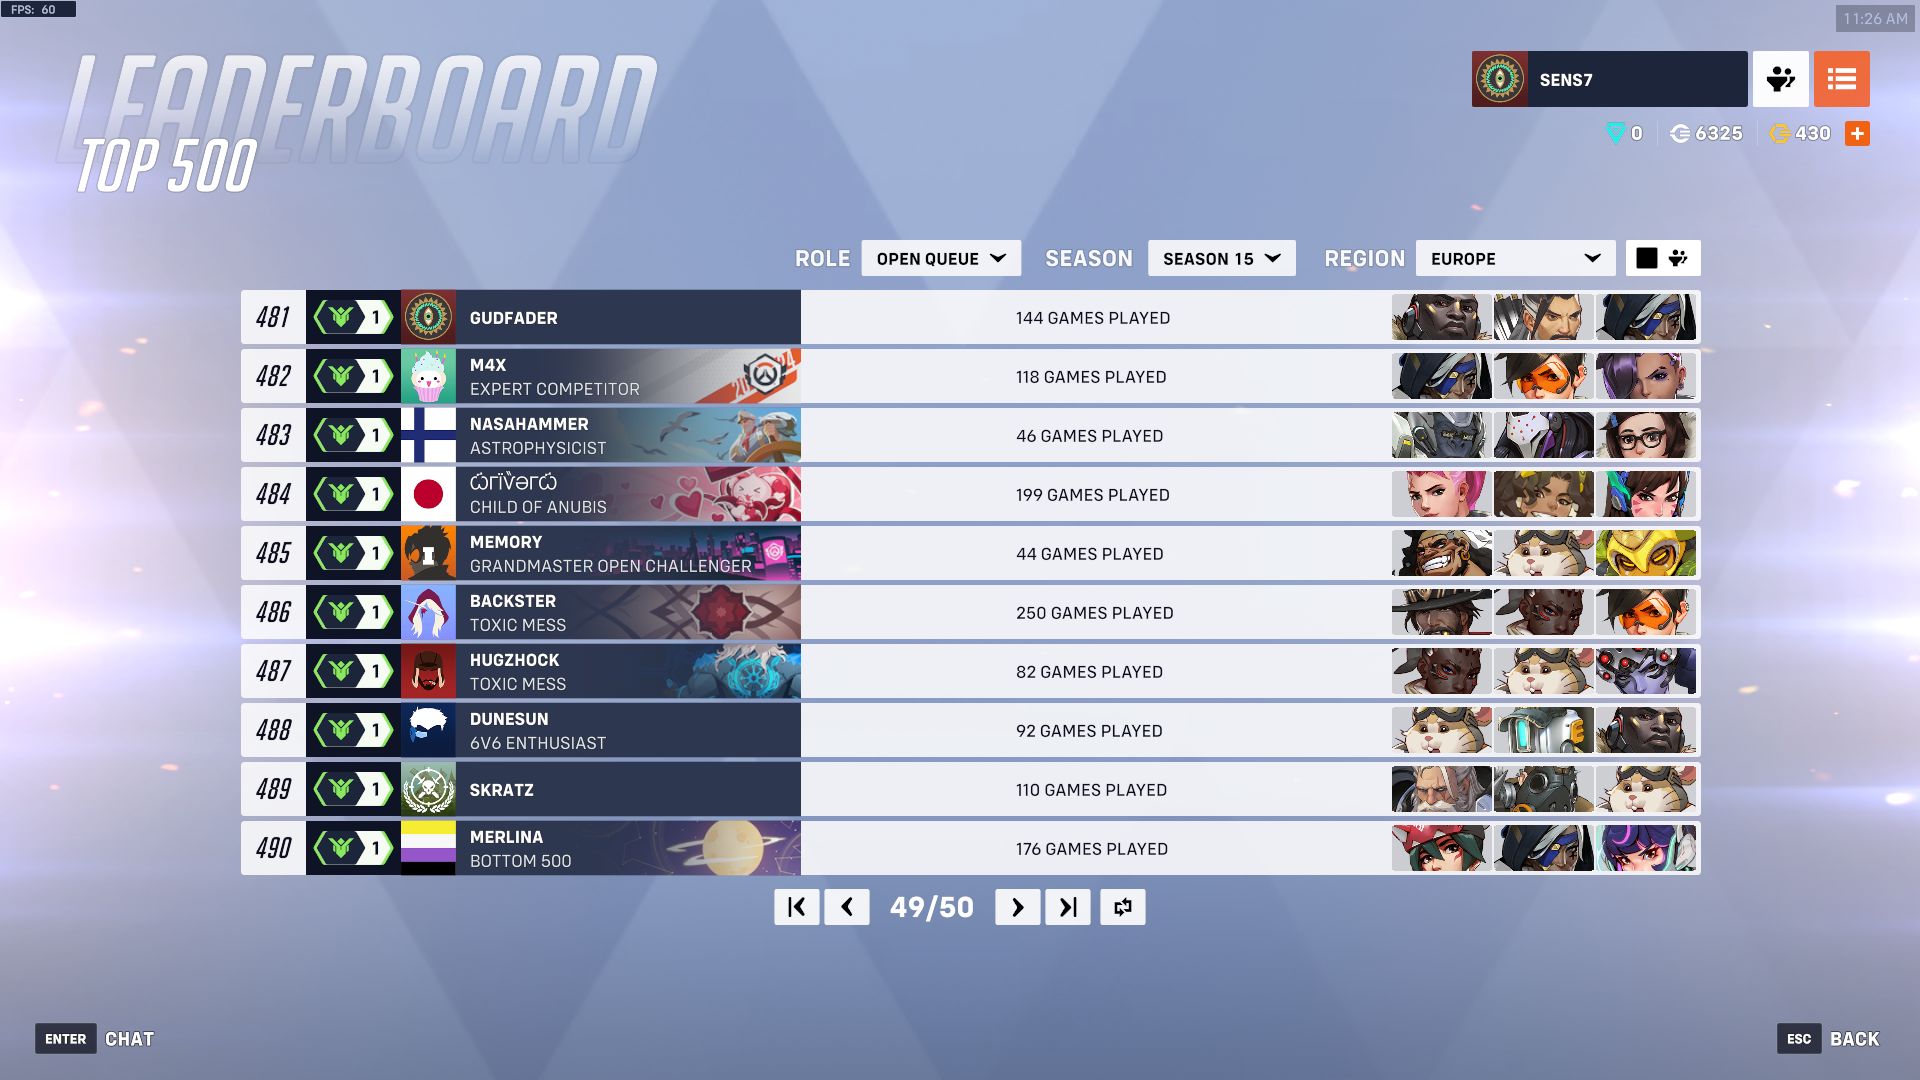 FPS: 60
11:26 AM
LEADERBOARD
TOP 500
SENS7
0
6325
430
ROLE
OPEN QUEUE
SEASON
SEASON 15
REGION
EUROPE
481
1
GUDFADER
144 GAMES PLAYED
482
1
M4X
EXPERT COMPETITOR
118 GAMES PLAYED
483
1
NASAHAMMER
ASTROPHYSICIST
46 GAMES PLAYED
484
1
CHILD OF ANUBIS
199 GAMES PLAYED
485
1
MEMORY
GRANDMASTER OPEN CHALLENGER
44 GAMES PLAYED
486
1
BACKSTER
TOXIC MESS
250 GAMES PLAYED
487
1
HUGZHOCK
TOXIC MESS
82 GAMES PLAYED
488
1
DUNESUN
6V6 ENTHUSIAST
92 GAMES PLAYED
489
1
SKRATZ
110 GAMES PLAYED
490
1
MERLINA
BOTTOM 500
176 GAMES PLAYED
49/50
ENTER
CHAT
ESC
BACK